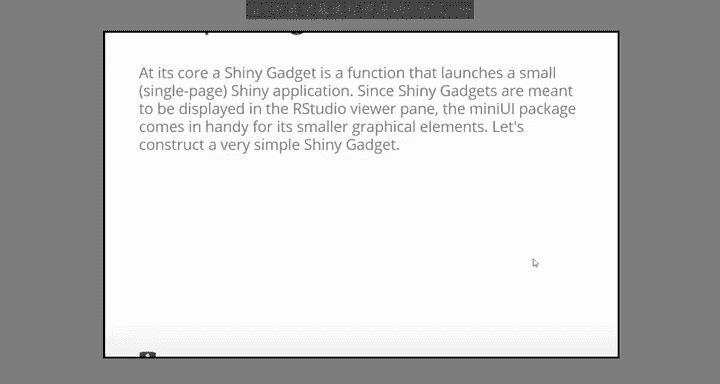 At its core a Shiny Gadget is a function that launches a small
(single-page) Shiny application. Since Shiny Gadgets are meant
to be displayed in the RStudio viewer pane, the miniUI package
comes in handy for its smaller graphical elements. Let's
construct a very simple Shiny Gadget.